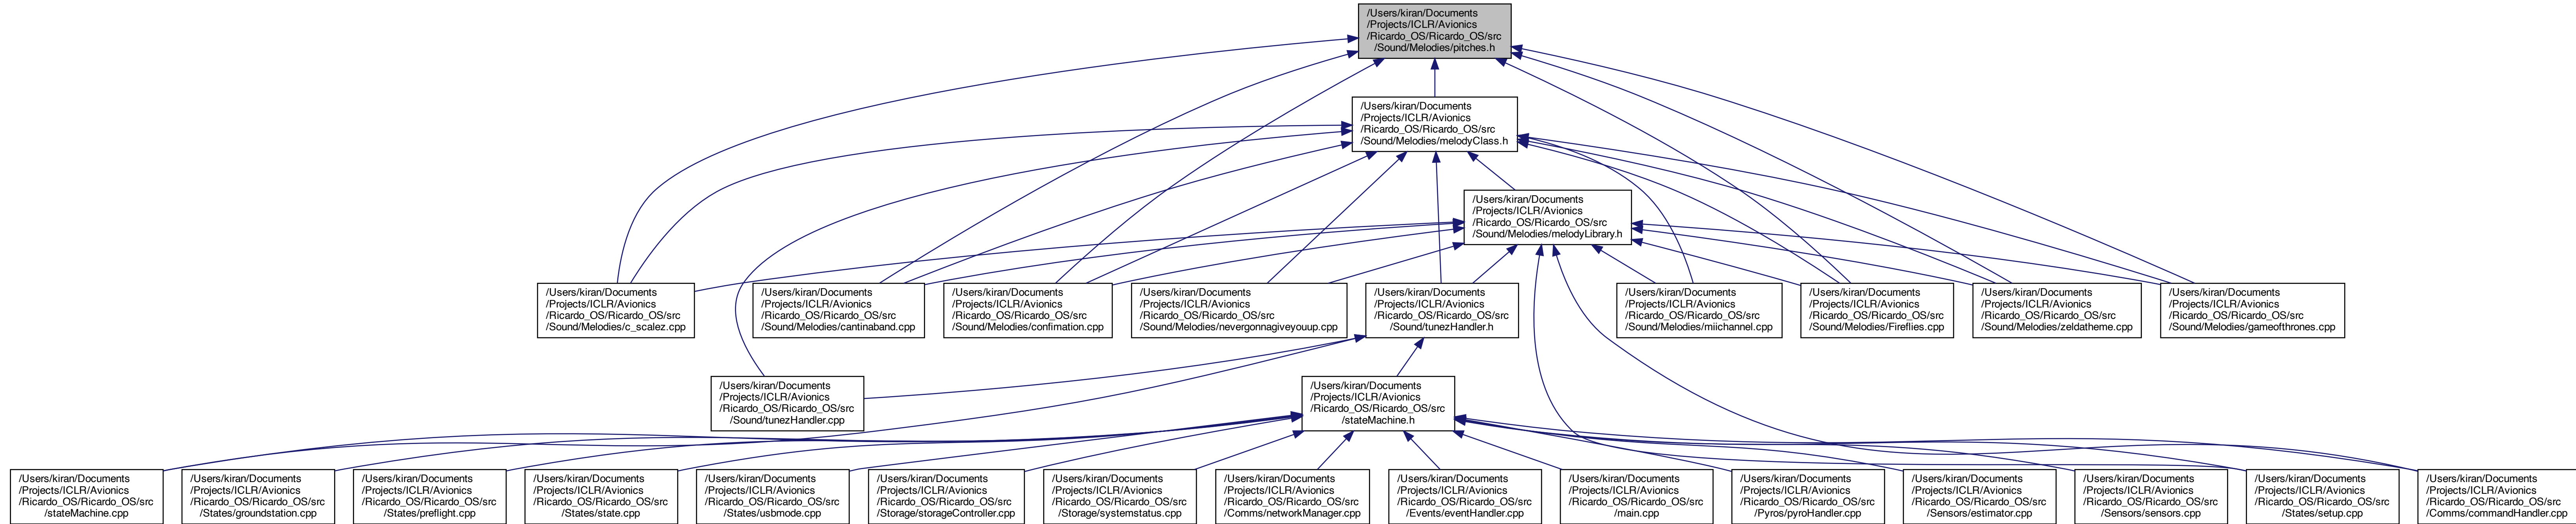 /Users/kiran/Documents
/Projects/ICLR/Avionics
/Ricardo_OS/Ricardo_OS/src
/Sound/Melodies/pitches.h
/Users/kiran/Documents
/Projects/ICLR/Avionics
/Ricardo_OS/Ricardo_OS/src
/Sound/Melodies/melodyClass.h
/Users/kiran/Documents
/Projects/ICLR/Avionics
/Ricardo_OS/Ricardo_OS/src
/Sound/Melodies/melodyLibrary.h
/Users/kiran/Documents
/Projects/ICLR/Avionics
/Ricardo_OS/Ricardo_OS/src
/Sound/Melodies/c_scalez.cpp
/Users/kiran/Documents
/Projects/ICLR/Avionics
/Ricardo_OS/Ricardo_OS/src
/Sound/Melodies/cantinaband.cpp
/Users/kiran/Documents
/Projects/ICLR/Avionics
/Ricardo_OS/Ricardo_OS/src
/Sound/Melodies/confimation.cpp
/Users/kiran/Documents
/Projects/ICLR/Avionics
/Ricardo_OS/Ricardo_OS/src
/Sound/Melodies/nevergonnagiveyouup.cpp
/Users/kiran/Documents
/Projects/ICLR/Avionics
/Ricardo_OS/Ricardo_OS/src
/Sound/tunezHandler.h
/Users/kiran/Documents
/Projects/ICLR/Avionics
/Ricardo_OS/Ricardo_OS/src
/Sound/Melodies/miichannel.cpp
/Users/kiran/Documents
/Projects/ICLR/Avionics
/Ricardo_OS/Ricardo_OS/src
/Sound/Melodies/Fireflies.cpp
/Users/kiran/Documents
/Projects/ICLR/Avionics
/Ricardo_OS/Ricardo_OS/src
/Sound/Melodies/zeldatheme.cpp
/Users/kiran/Documents
/Projects/ICLR/Avionics
/Ricardo_OS/Ricardo_OS/src
/Sound/Melodies/gameofthrones.cpp
/Users/kiran/Documents
/Projects/ICLR/Avionics
/Ricardo_OS/Ricardo_OS/src
/Sound/tunezHandler.cpp
/Users/kiran/Documents
/Projects/ICLR/Avionics
/Ricardo_OS/Ricardo_OS/src
/stateMachine.h
/Users/kiran/Documents
/Projects/ICLR/Avionics
/Ricardo_OS/Ricardo_OS/src
/stateMachine.cpp
/Users/kiran/Documents
/Projects/ICLR/Avionics
/Ricardo_OS/Ricardo_OS/src
/States/groundstation.cpp
/Users/kiran/Documents
/Projects/ICLR/Avionics
/Ricardo_OS/Ricardo_OS/src
/States/preflight.cpp
/Users/kiran/Documents
/Projects/ICLR/Avionics
/Ricardo_OS/Ricardo_OS/src
/States/state.cpp
/Users/kiran/Documents
/Projects/ICLR/Avionics
/Ricardo_OS/Ricardo_OS/src
/States/usbmode.cpp
/Users/kiran/Documents
/Projects/ICLR/Avionics
/Ricardo_OS/Ricardo_OS/src
/Storage/storageController.cpp
/Users/kiran/Documents
/Projects/ICLR/Avionics
/Ricardo_OS/Ricardo_OS/src
/Storage/systemstatus.cpp
/Users/kiran/Documents
/Projects/ICLR/Avionics
/Ricardo_OS/Ricardo_OS/src
/Comms/networkManager.cpp
/Users/kiran/Documents
/Projects/ICLR/Avionics
/Ricardo_OS/Ricardo_OS/src
/Events/eventHandler.cpp
/Users/kiran/Documents
/Projects/ICLR/Avionics
/Ricardo_OS/Ricardo_OS/src
/main.cpp
/Users/kiran/Documents
/Projects/ICLR/Avionics
/Ricardo_OS/Ricardo_OS/src
/Pyros/pyroHandler.cpp
/Users/kiran/Documents
/Projects/ICLR/Avionics
/Ricardo_OS/Ricardo_OS/src
/Sensors/estimator.cpp
/Users/kiran/Documents
/Projects/ICLR/Avionics
/Ricardo_OS/Ricardo_OS/src
/Sensors/sensors.cpp
/Users/kiran/Documents
/Projects/ICLR/Avionics
/Ricardo_OS/Ricardo_OS/src
/States/setup.cpp
/Users/kiran/Documents
/Projects/ICLR/Avionics
/Ricardo_OS/Ricardo_OS/src
/Comms/commandHandler.cpp